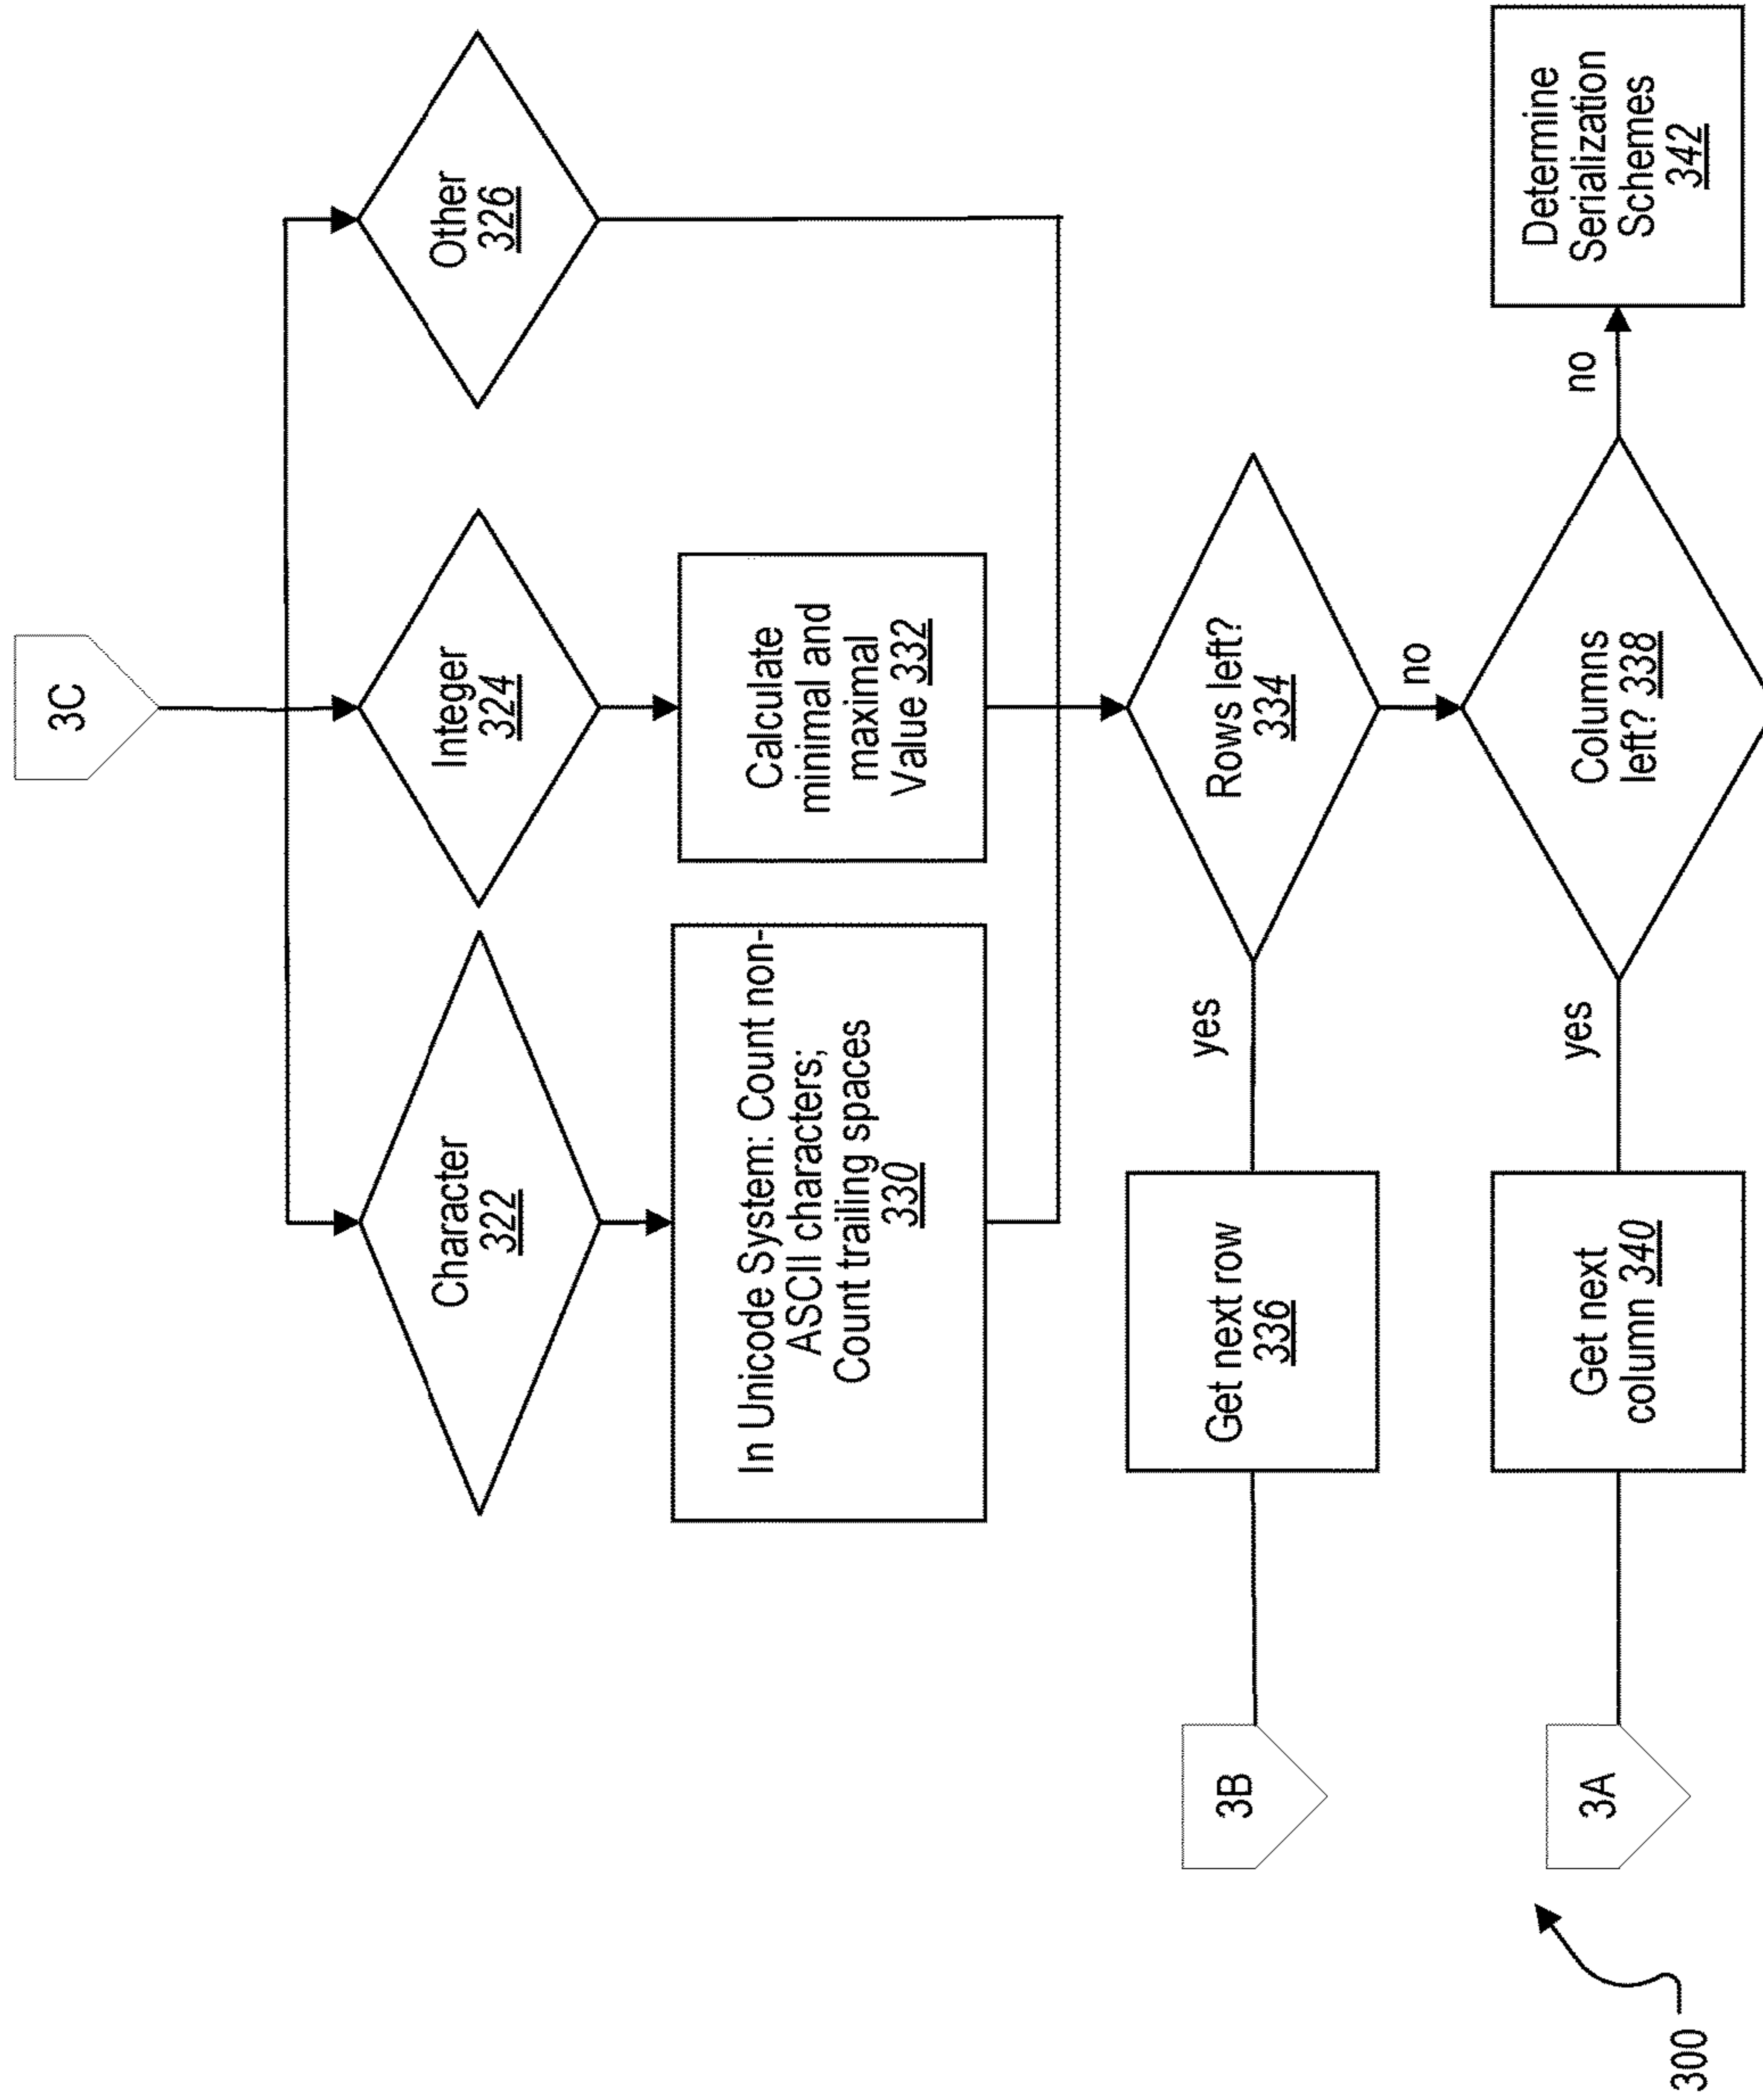 3C
Character
322
Integer
324
Other
326
In Unicode System: Count non-
ASCII characters;
Count trailing spaces
330
Calculate
minimal and
maximal
Value 332
3B
Get next row
336
yes
Rows left?
334
no
3A
Get next
column 340
yes
Columns
left? 338
no
Determine
Serialization
Schemes
342
300